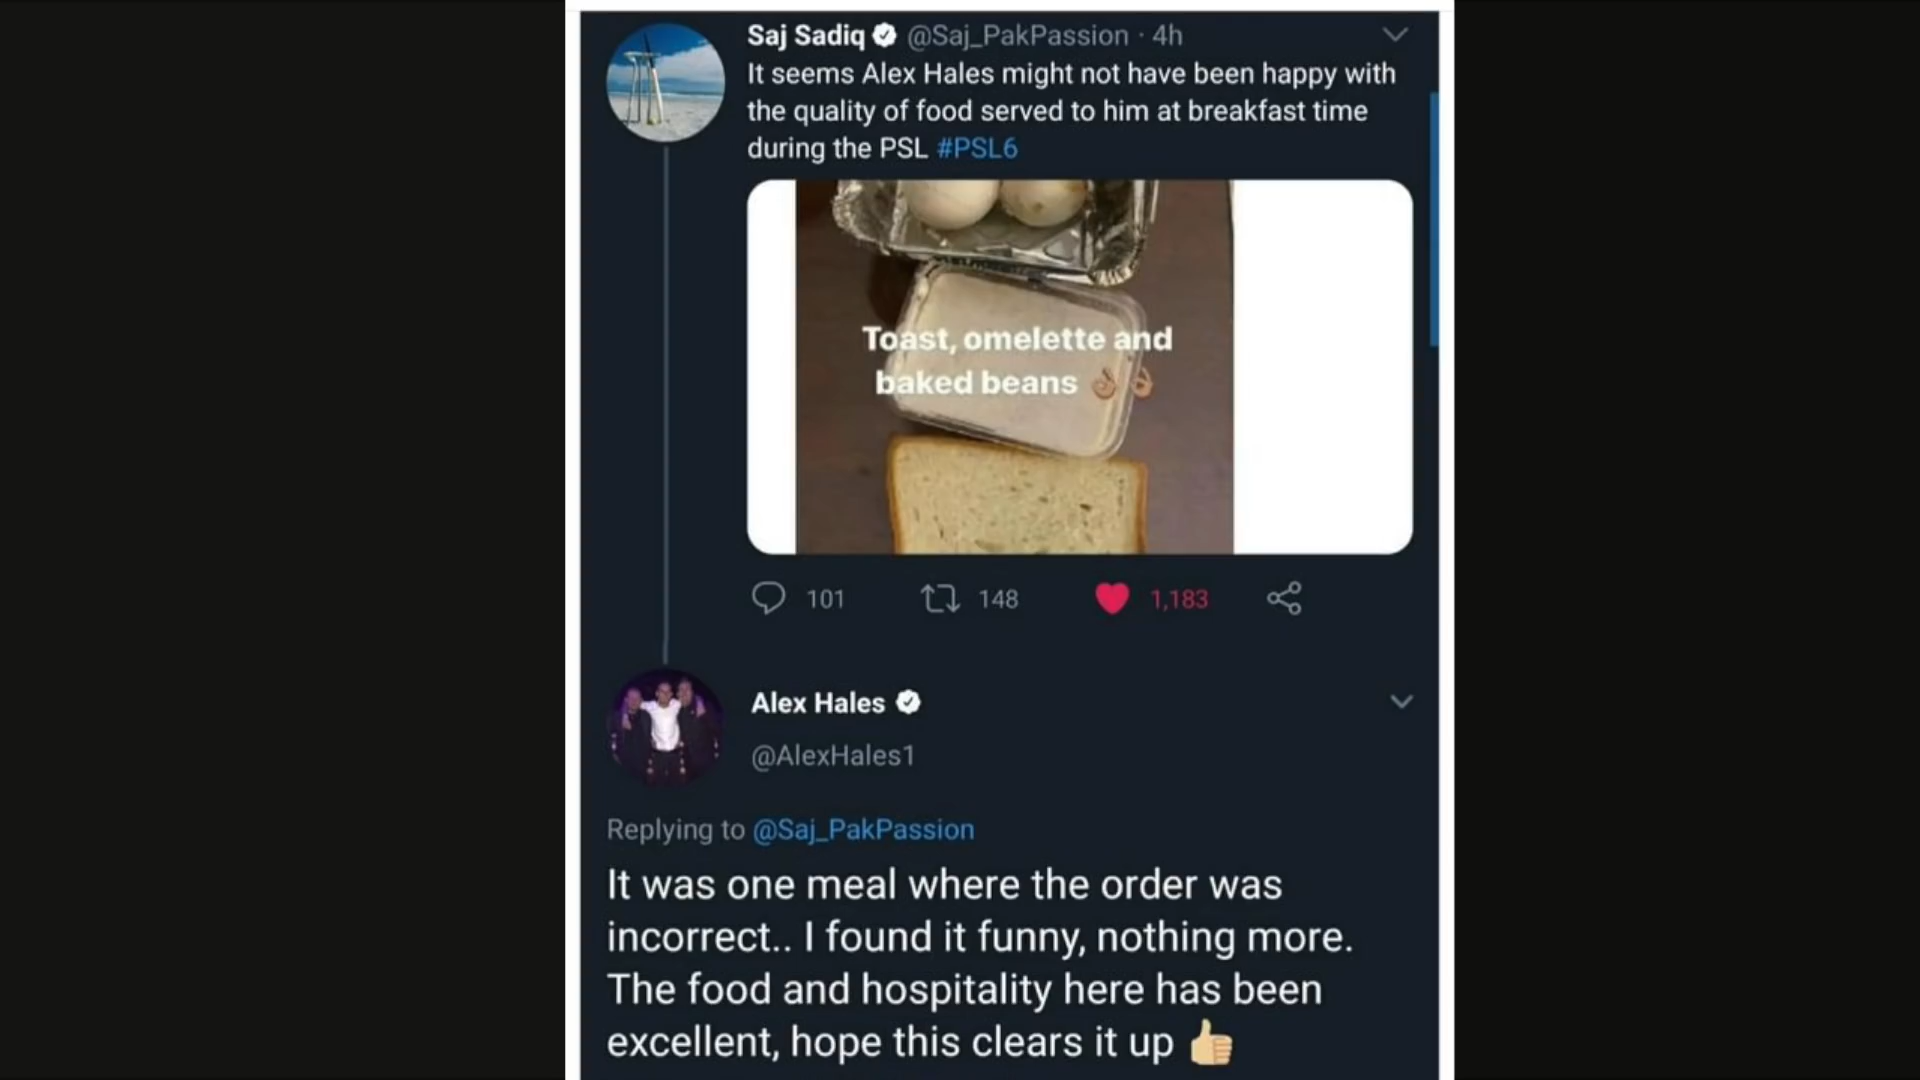 Saj Sadiq @Saj_PakPassion · 4h
It seems Alex Hales might not have been happy with
the quality of food served to him at breakfast time
during the PSL #PSL6
Toast, omelette and
baked beans 👌🏽👌🏽
101 148 1,183
Alex Hales
@AlexHales1
Replying to @Saj_PakPassion
It was one meal where the order was
incorrect.. I found it funny, nothing more.
The food and hospitality here has been
excellent, hope this clears it up 👍🏼